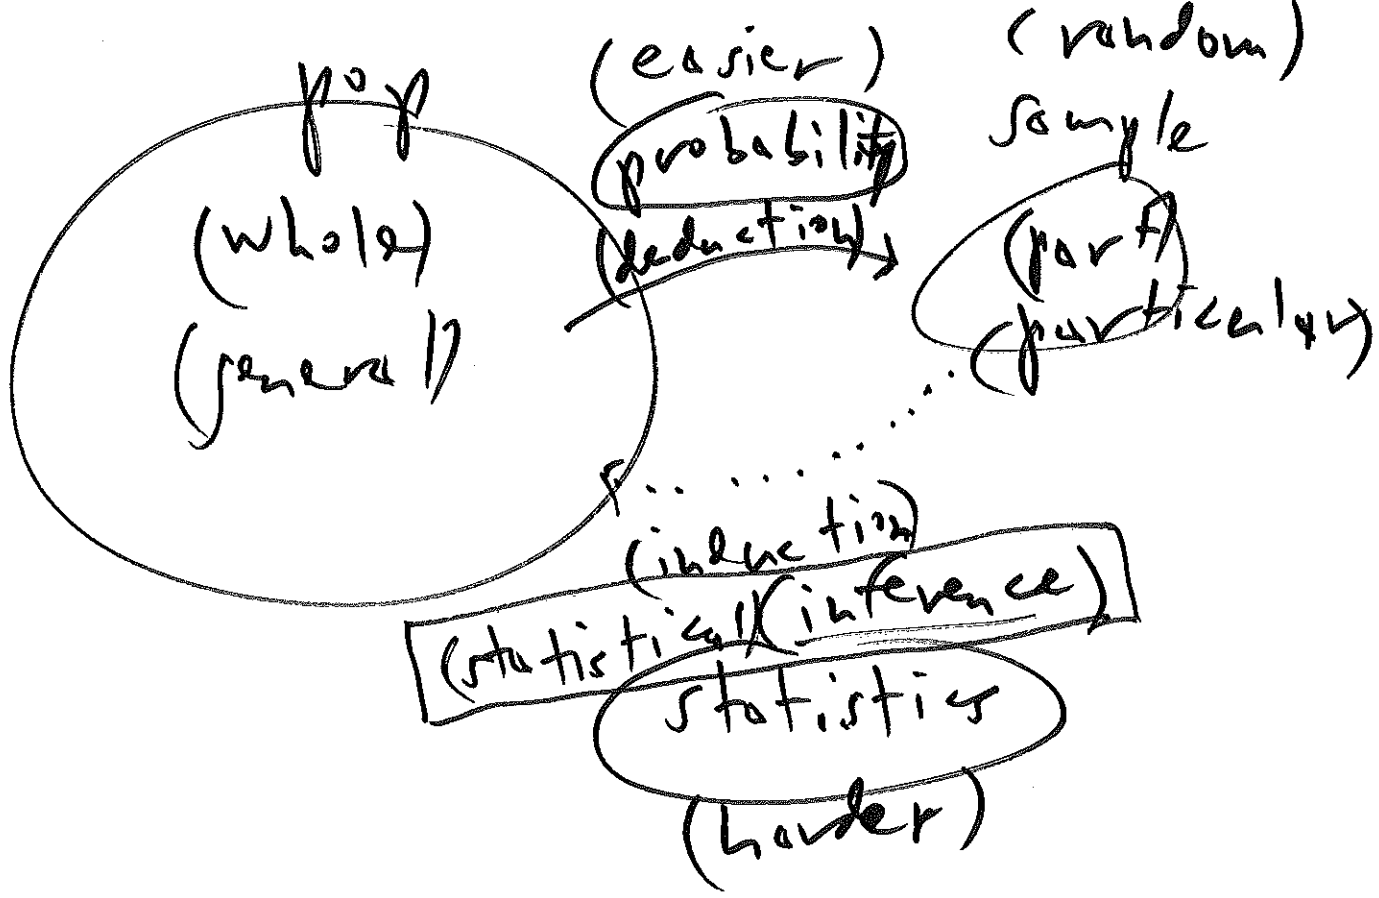 pop
(whole)
(general)
(easier)
probability
(deduction)
(random)
sample
(part)
(particular)
(induction)
(statistical)(inference)
statistics
(harder)